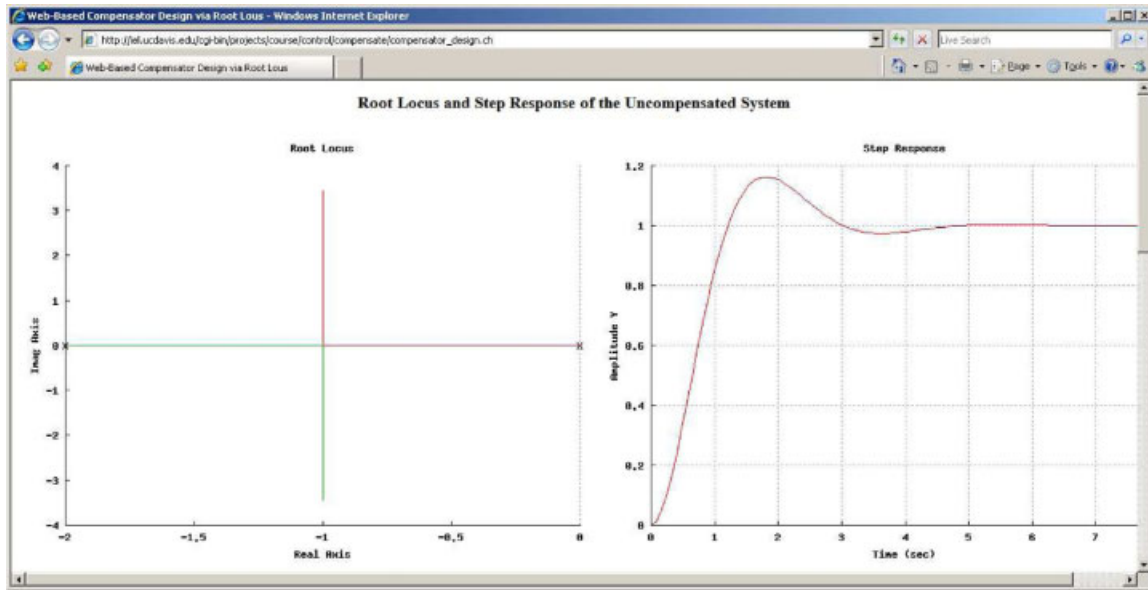 Web-Based Compensator Design via Root Lous - Windows Internet Explorer
http://iel.ucdavis.edu/cgi-bin/projects/course/control/compensate/compensator_design.ch
Live Search
Web-Based Compensator Design via Root Lous
Page
Tools
Root Locus and Step Response of the Uncompensated System
Root Locus
4
3
2
1
0
-1
-2
-3
-4
Imag Axis
-2
-1.5
-1
-0.5
0
Real Axis
Step Response
1.2
1
0.8
0.6
0.4
0.2
0
Amplitude Y
0
1
2
3
4
5
6
7
Time (sec)